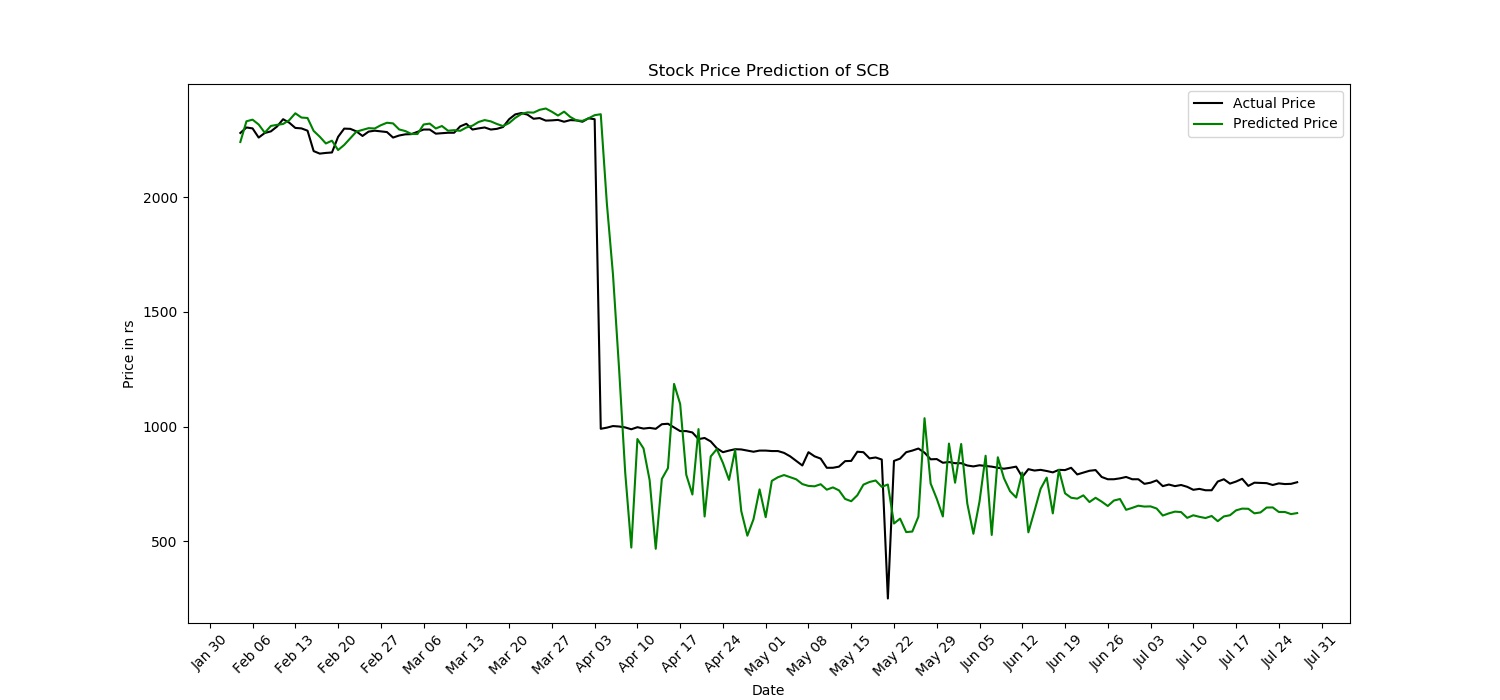 Stock Price Prediction of SCB
Actual Price
Predicted Price
Price in rs
2000
1500
1000
500
Jan 30
Feb 06
Feb 13
Feb 20
Feb 27
Mar 06
Mar 13
Mar 20
Mar 27
Apr 03
Apr 10
Apr 17
Apr 24
May 01
May 08
May 15
May 22
May 29
Jun 05
Jun 12
Jun 19
Jun 26
Jul 03
Jul 10
Jul 17
Jul 24
Jul 31
Date